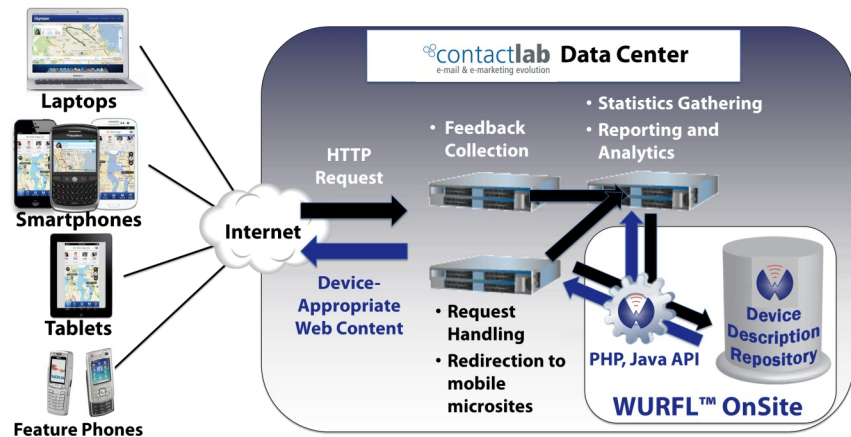 contactlab Data Center
e-mail & e-marketing evolution
Laptops
Smartphones
Tablets
Feature Phones
Internet
HTTP
Request
Device-
Appropriate
Web Content
• Feedback
Collection
• Statistics Gathering
• Reporting and
Analytics
• Request
Handling
• Redirection to
mobile
microsites
PHP, Java API
Device
Description
Repository
WURFL™ OnSite